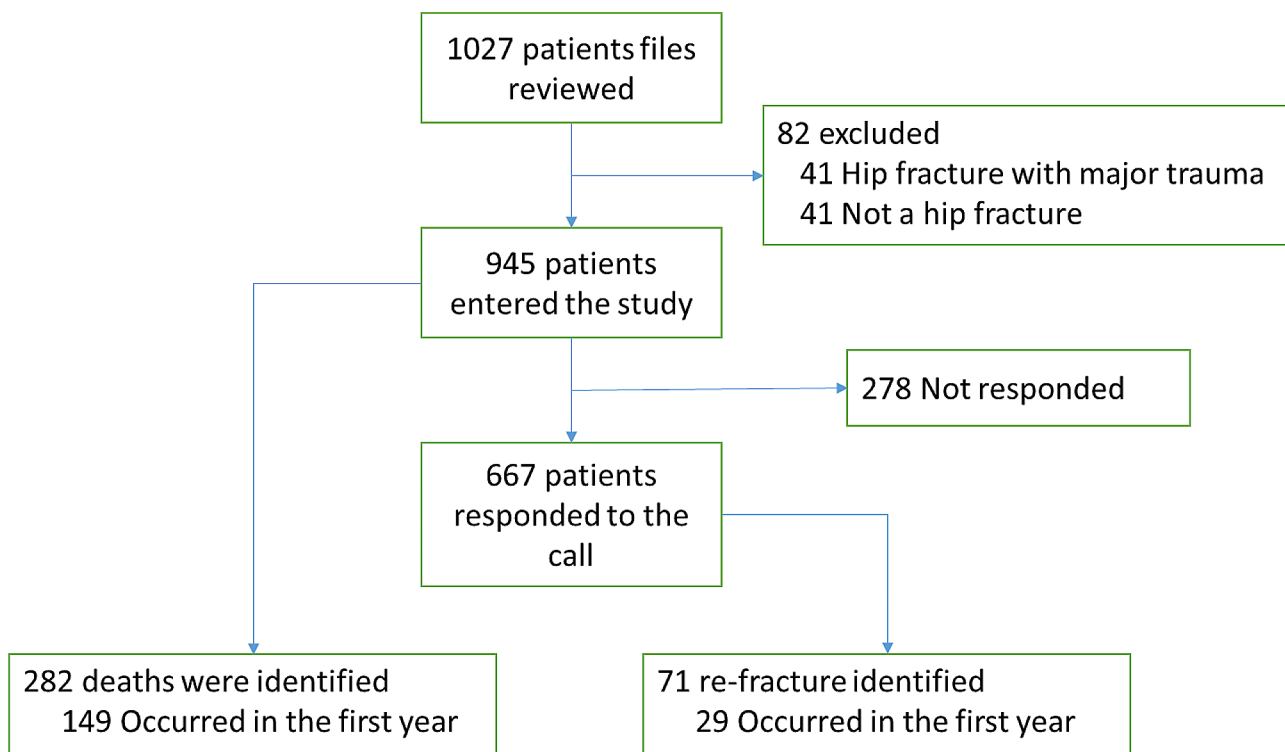 1027 patients files
reviewed
82 excluded
41 Hip fracture with major trauma
41 Not a hip fracture
945 patients
entered the study
278 Not responded
667 patients
responded to the
call
282 deaths were identified
149 Occurred in the first year
71 re-fracture identified
29 Occurred in the first year